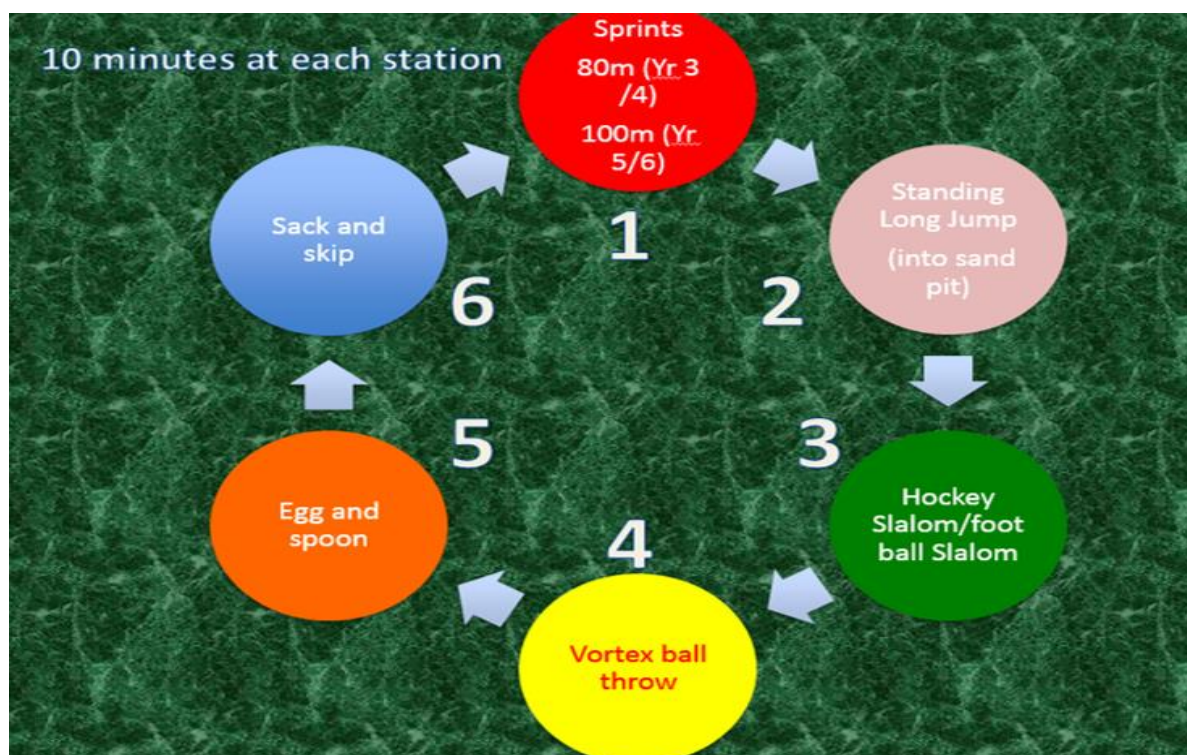 10 minutes at each station
Sprints
80m (Yr 3
/4)
100m (Yr
5/6)
1
Standing
Long Jump
(into sand
pit)
2
Hockey
Slalom/foot
ball Slalom
3
Vortex ball
throw
4
Egg and
spoon
5
Sack and
skip
6